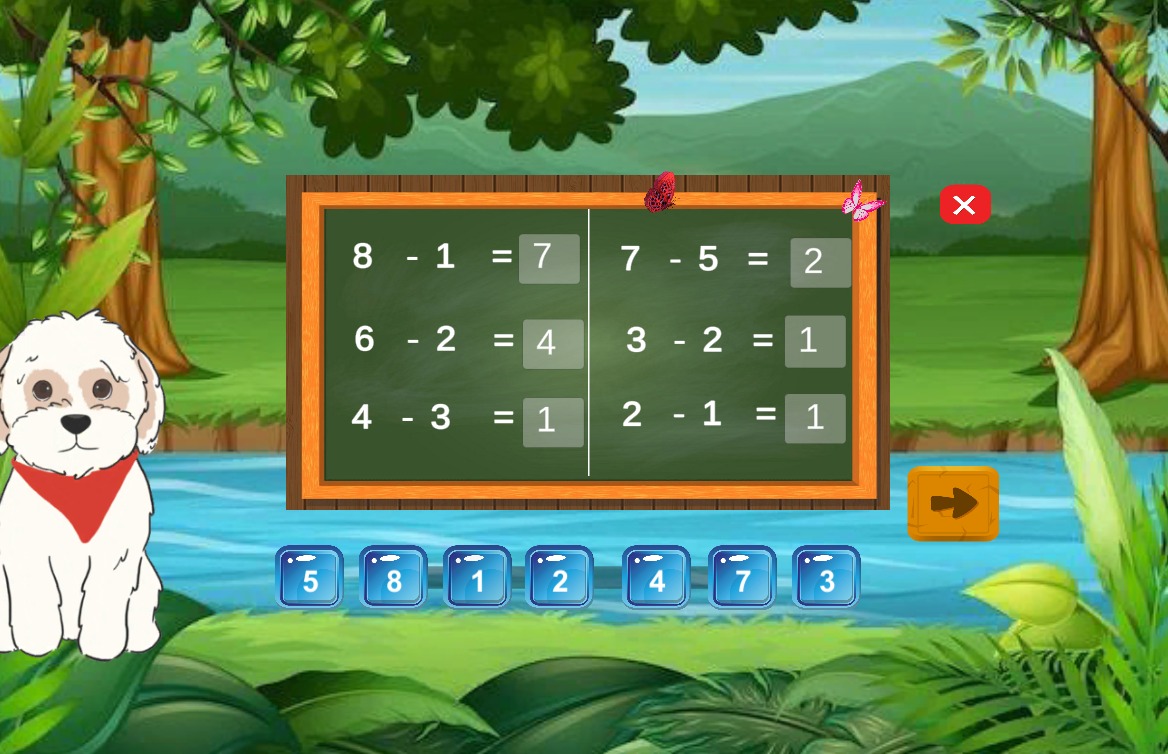 8 - 1 = 7
6 - 2 = 4
4 - 3 = 1
7 - 5 = 2
3 - 2 = 1
2 - 1 = 1
5 8 1 2 4 7 3